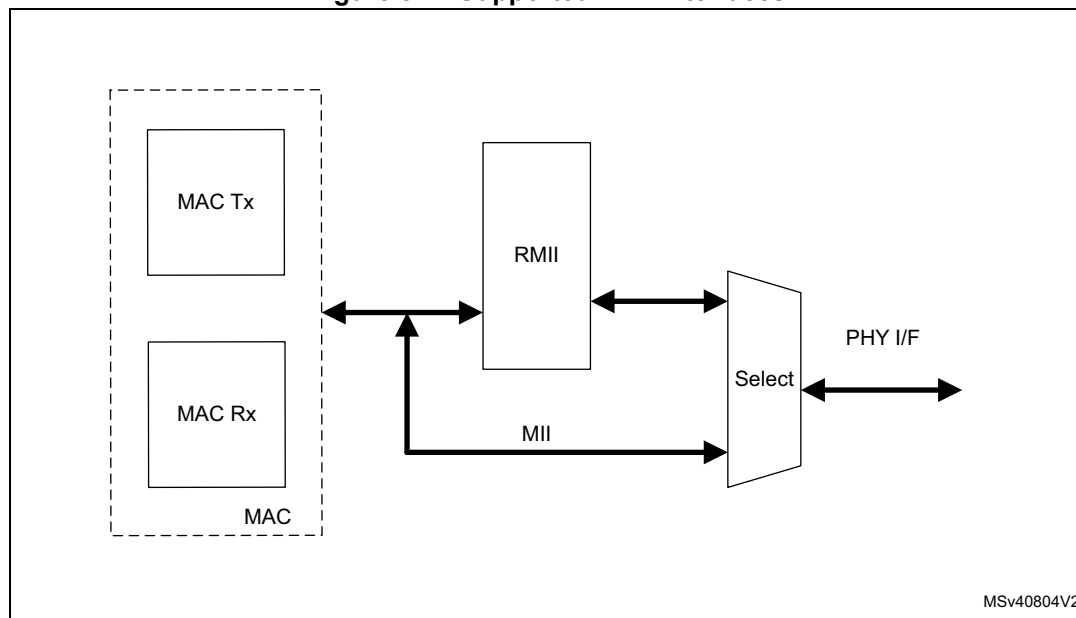 MAC Tx
RMII
PHY I/F
Select
MAC Rx
MII
MAC
MSv40804V2